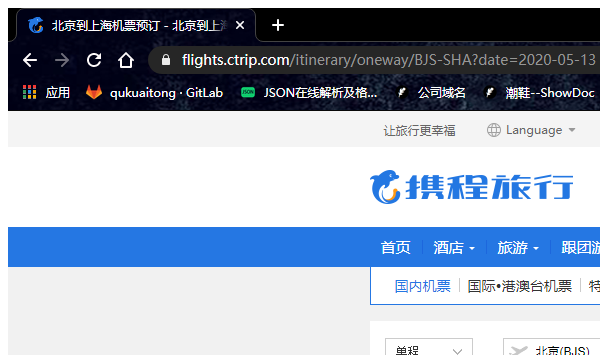 北京到上海机票预订 - 北京到上
flights.ctrip.com/itinerary/oneway/BJS-SHA?date=2020-05-13
应用 qukuaitong · GitLab JSON在线解析及格... 公司域名 潮鞋--ShowDoc
让旅行更幸福 Language
携程旅行
首页 酒店 旅游 跟团游
国内机票 国际•港澳台机票 特
单程 北京(BJS)